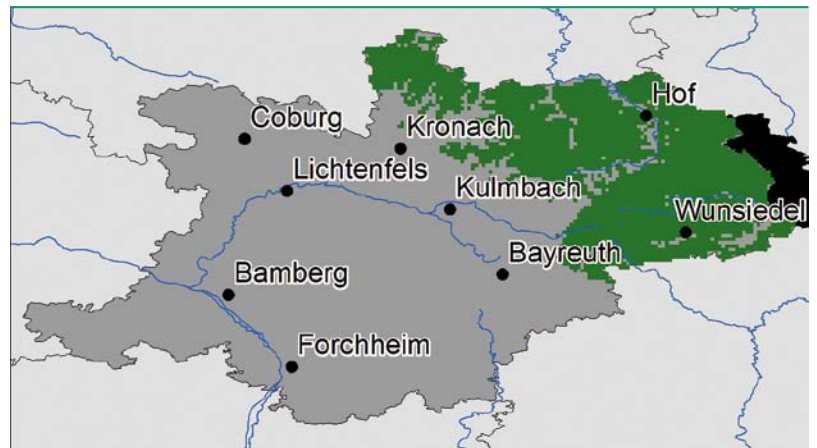 Hof
Coburg
Kronach
Lichtenfels
Kulmbach
Wunsiedel
Bayreuth
Bamberg
Forchheim